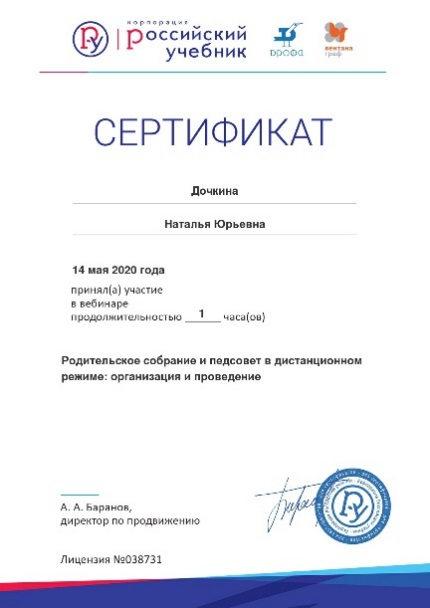 корпорация
российский
учебник
дрофа
вентана
граф
СЕРТИФИКАТ
Дочкина
Наталья Юрьевна
14 мая 2020 года
принял(а) участие
в вебинаре
продолжительностью 1 часа(ов)
Родительское собрание и педсовет в дистанционном
режиме: организация и проведение
А. А. Баранов,
директор по продвижению
Лицензия №038731